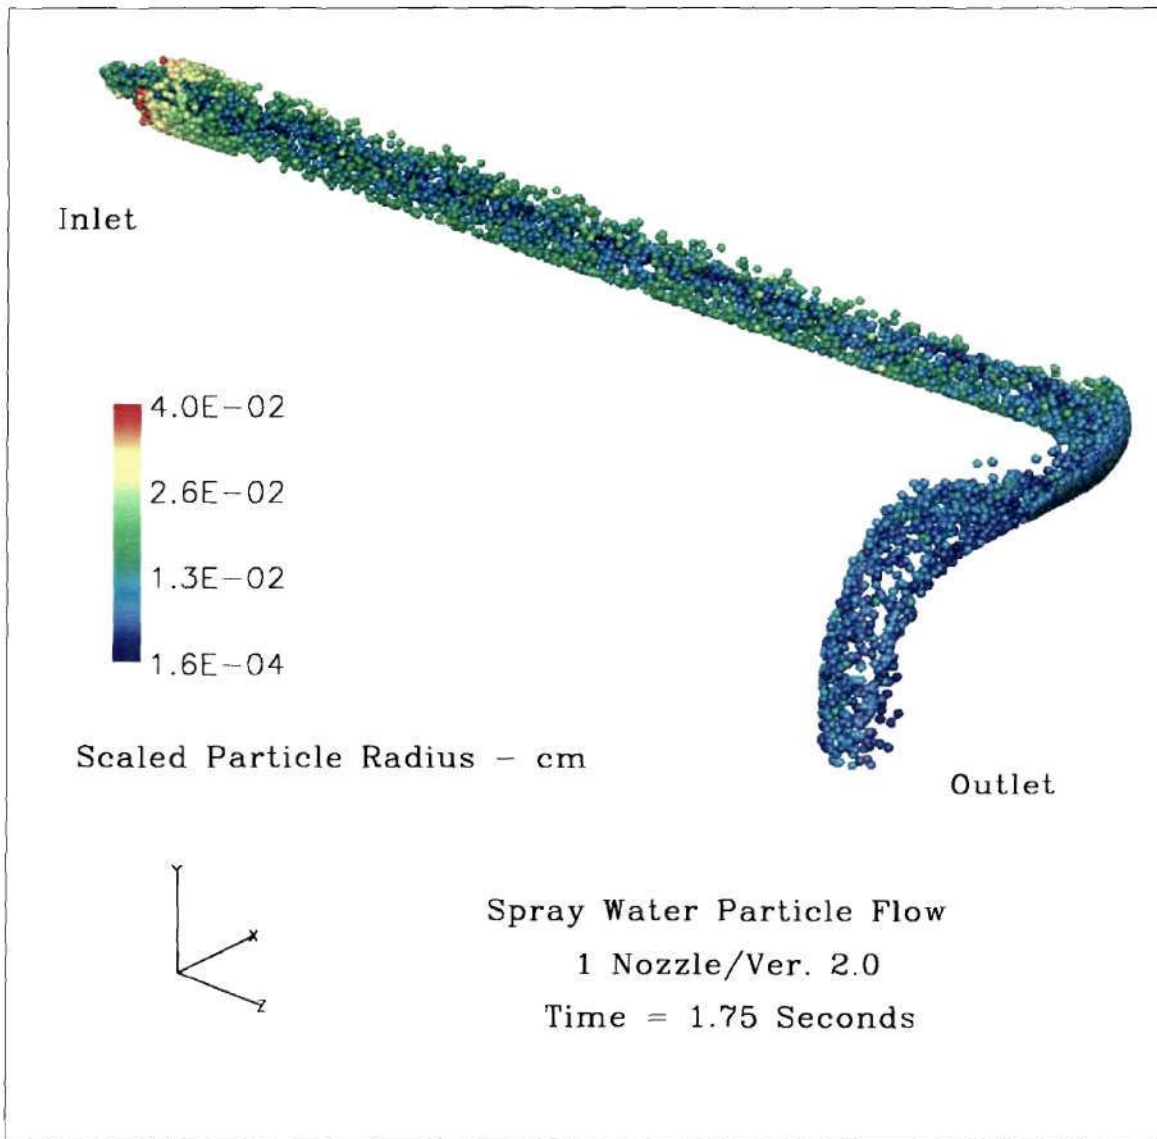 Inlet
4.0E-02
2.6E-02
1.3E-02
1.6E-04
Scaled Particle Radius - cm
Outlet
Y
X
Z
Spray Water Particle Flow
1 Nozzle/Ver. 2.0
Time = 1.75 Seconds